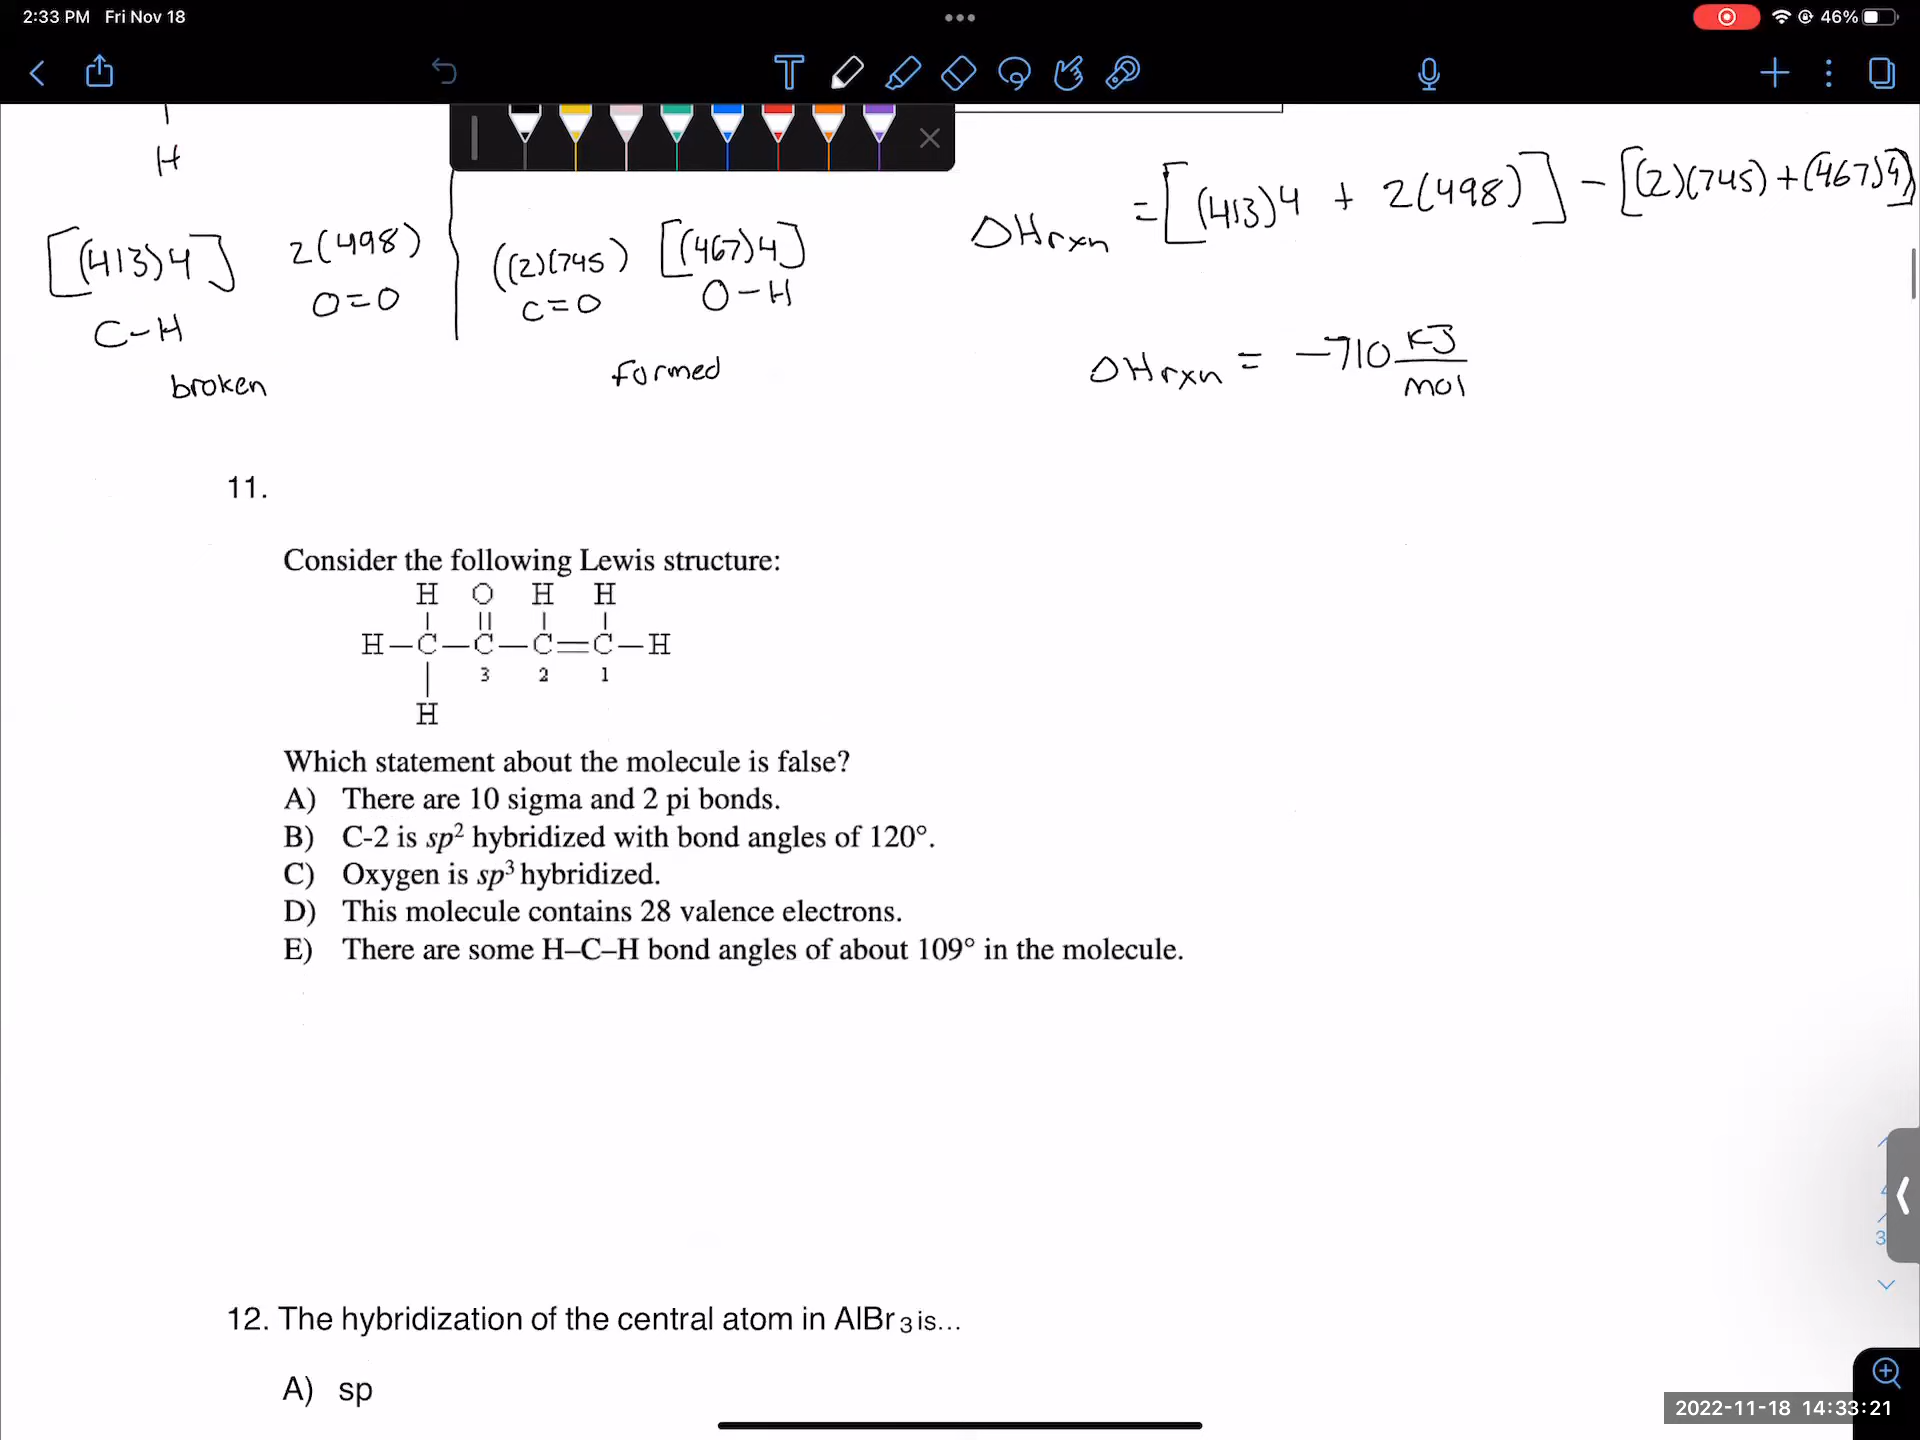 2:33 PM Fri Nov 18
46%
H
[(413)4] 2(498)
O=O
C-H
broken
((2)(745) [(467)4]
C=O O-H
formed
ΔHrxn = [(413)4 + 2(498)] - [(2)(745)+(467)4)]
ΔHrxn = -710 kJ/mol
11.
Consider the following Lewis structure:
H O H H
H-C-C-C=C-H
3 2 1
H
Which statement about the molecule is false?
A) There are 10 sigma and 2 pi bonds.
B) C-2 is sp² hybridized with bond angles of 120°.
C) Oxygen is sp³ hybridized.
D) This molecule contains 28 valence electrons.
E) There are some H–C–H bond angles of about 109° in the molecule.
12. The hybridization of the central atom in AlBr₃ is...
A) sp
3
2022-11-18 14:33:21